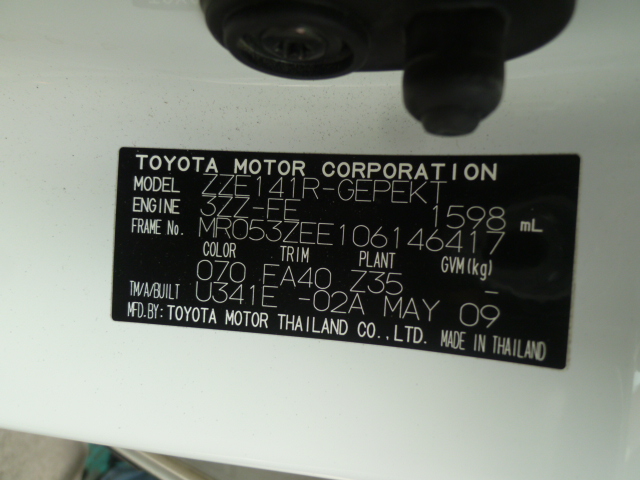 TOYOTA MOTOR CORPORATION
MODEL ZZE141R-GEPEKT
ENGINE 3ZZ-FE 1598 mL
FRAME No. MR053ZEE106146417
COLOR TRIM PLANT GVM(kg)
070 FA40 Z35 -
TM/A/BUILT U341E -02A MAY 09
MFD.BY: TOYOTA MOTOR THAILAND CO.,LTD. MADE IN THAILAND